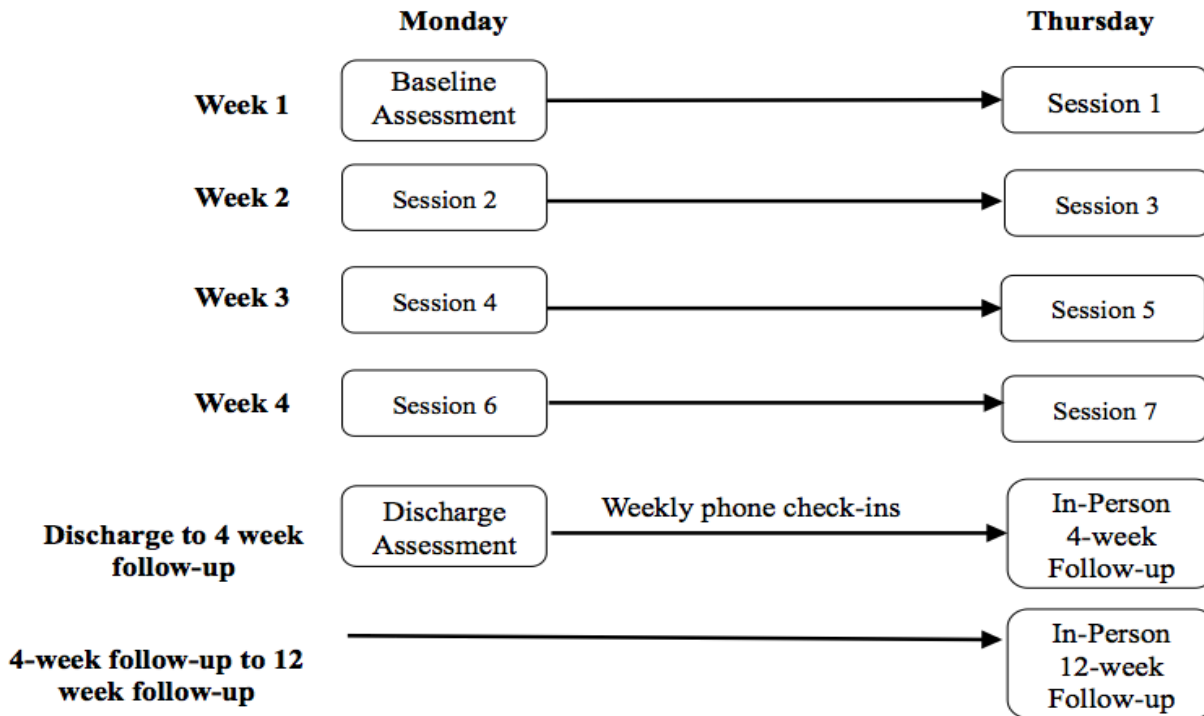 Monday
Thursday
Week 1
Baseline
Assessment
Session 1
Week 2
Session 2
Session 3
Week 3
Session 4
Session 5
Week 4
Session 6
Session 7
Discharge to 4 week
follow-up
Discharge
Assessment
Weekly phone check-ins
In-Person
4-week
Follow-up
4-week follow-up to 12
week follow-up
In-Person
12-week
Follow-up